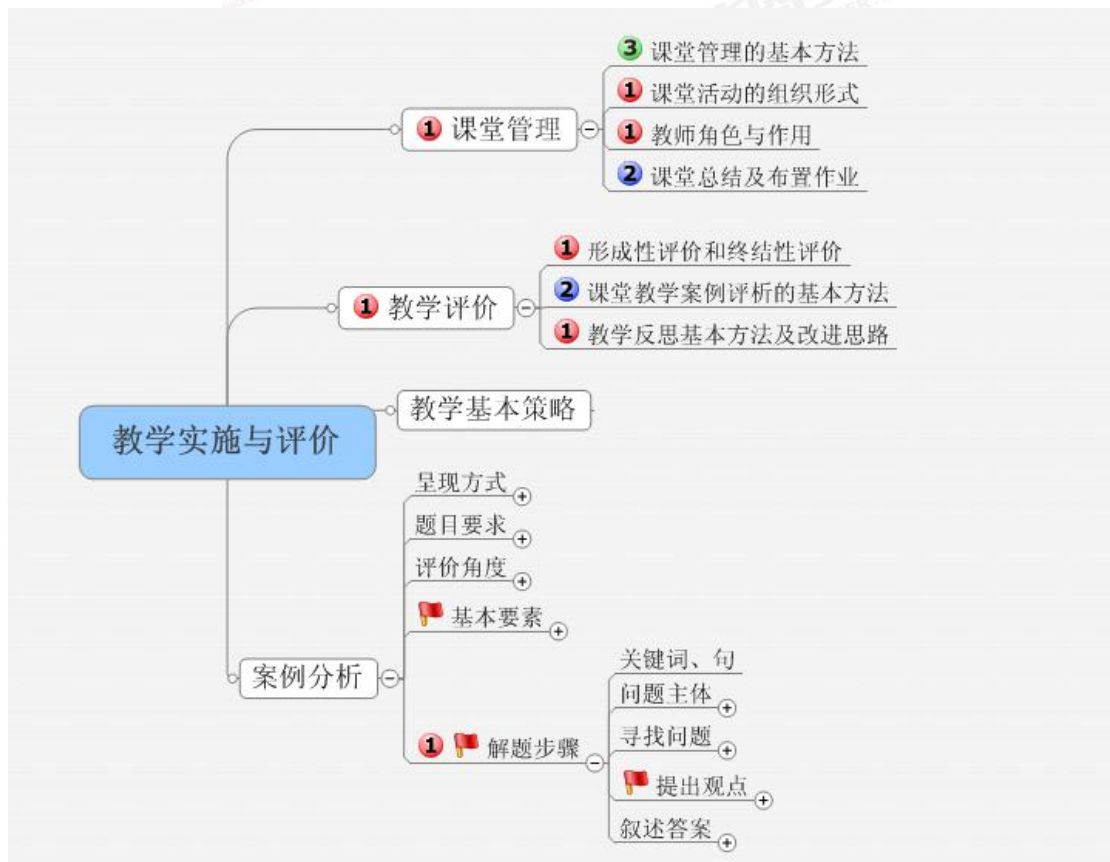 3 课堂管理的基本方法
1 课堂活动的组织形式
1 课堂管理
1 教师角色与作用
2 课堂总结及布置作业
1 形成性评价和终结性评价
1 教学评价
2 课堂教学案例评析的基本方法
1 教学反思基本方法及改进思路
教学基本策略
教学实施与评价
呈现方式
题目要求
评价角度
基本要素
案例分析
1 解题步骤
关键词、句
问题主体
寻找问题
提出观点
叙述答案